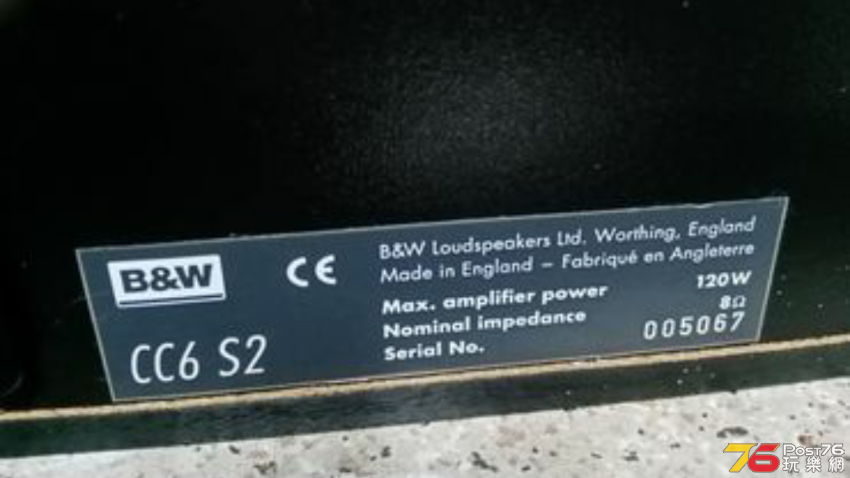 B&W
CE
B&W Loudspeakers Ltd. Worthing, England
Made in England – Fabriqué en Angleterre
Max. amplifier power 120W
Nominal impedance 8Ω
Serial No. 005067
CC6 S2
76 Post76
玩樂網